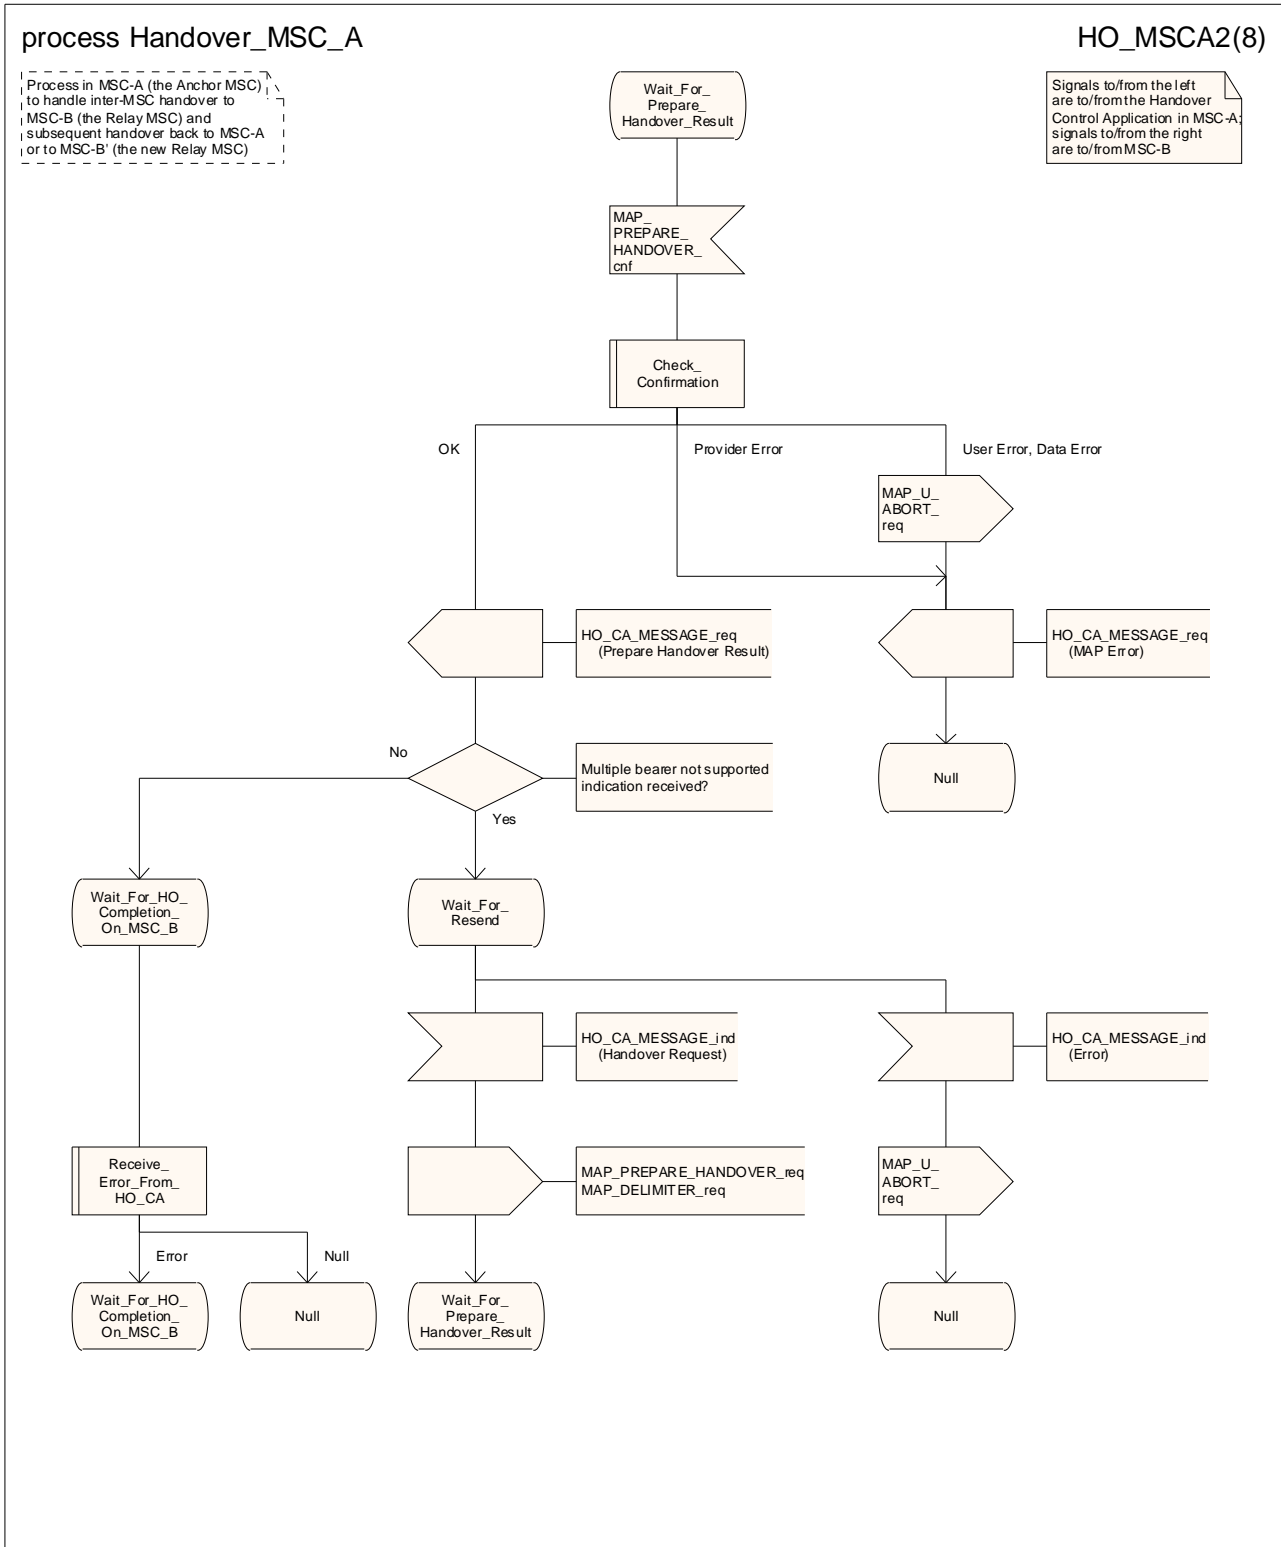 process Handover_MSC_A
HO_MSCA2(8)
Process in MSC-A (the Anchor MSC)
to handle inter-MSC handover to
MSC-B (the Relay MSC) and
subsequent handover back to MSC-A
or to MSC-B' (the new Relay MSC)
Wait_For_
Prepare_
Handover_Result
Signals to/from the left
are to/from the Handover
Control Application in MSC-A;
signals to/from the right
are to/from MSC-B
MAP_
PREPARE_
HANDOVER_
cnf
Check_
Confirmation
OK
Provider Error
User Error, Data Error
MAP_U_
ABORT_
req
HO_CA_MESSAGE_req
(Prepare Handover Result)
HO_CA_MESSAGE_req
(MAP Error)
No
Multiple bearer not supported
indication received?
Null
Yes
Wait_For_HO_
Completion_
On_MSC_B
Wait_For_
Resend
HO_CA_MESSAGE_ind
(Handover Request)
HO_CA_MESSAGE_ind
(Error)
Receive_
Error_From_
HO_CA
MAP_PREPARE_HANDOVER_req
MAP_DELIMITER_req
MAP_U_
ABORT_
req
Error
Null
Wait_For_HO_
Completion_
On_MSC_B
Null
Wait_For_
Prepare_
Handover_Result
Null